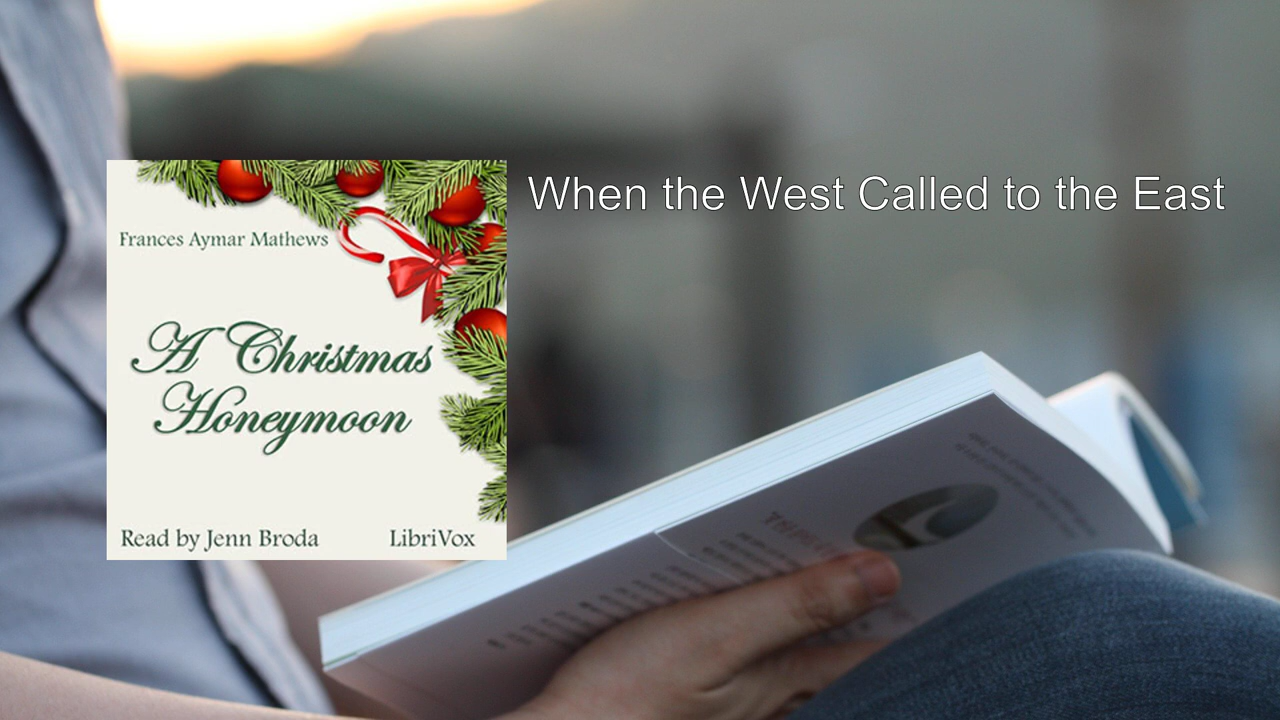 When the West Called to the East
Frances Aymar Mathews
A Christmas
Honeymoon
Read by Jenn Broda
LibriVox